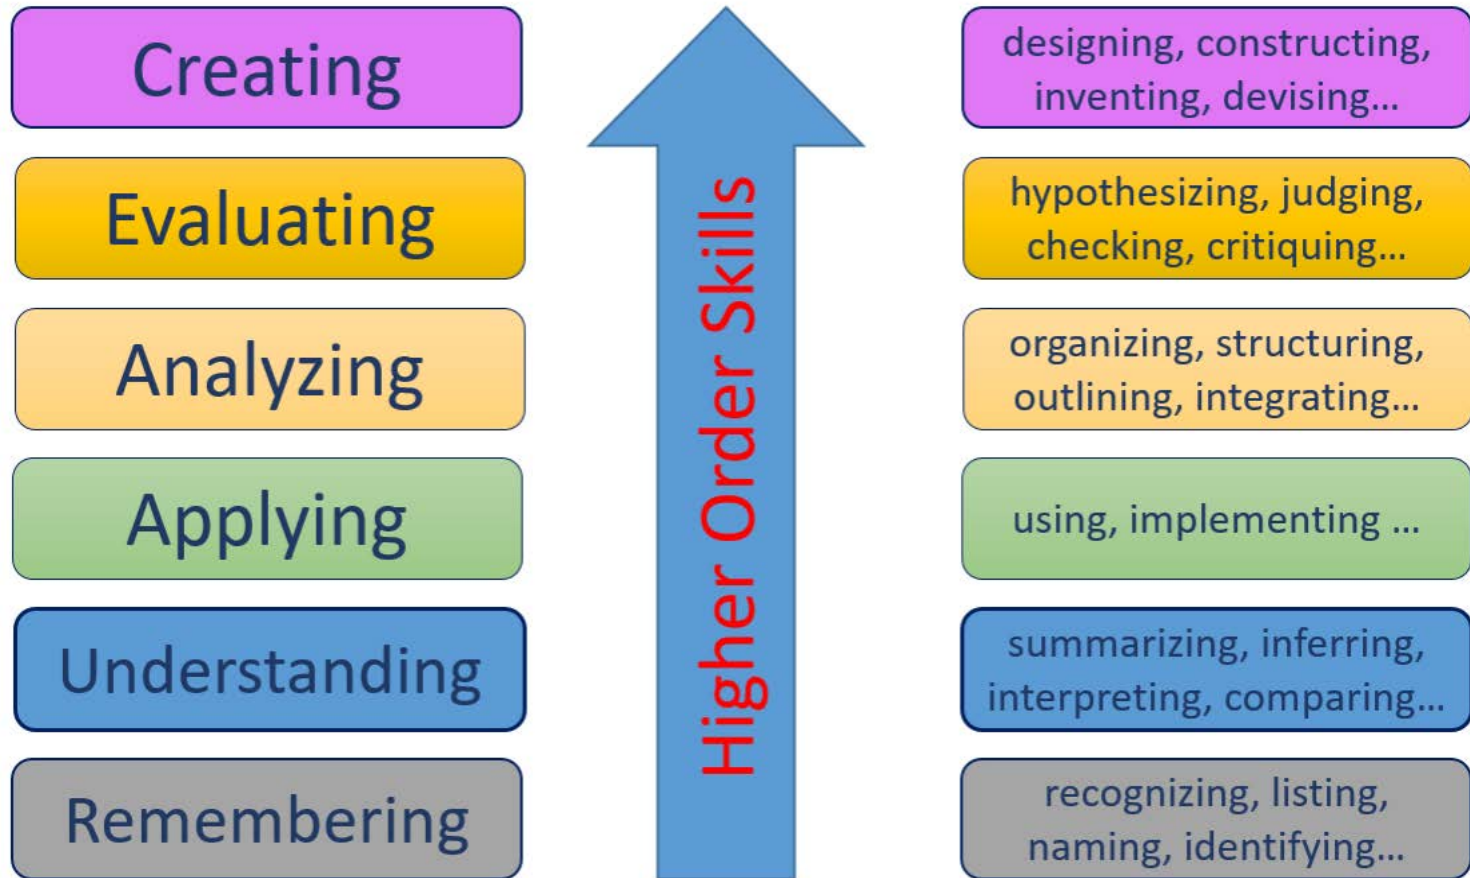 Creating
designing, constructing,
inventing, devising...
Evaluating
hypothesizing, judging,
checking, critiquing...
Analyzing
organizing, structuring,
outlining, integrating...
Applying
using, implementing ...
Understanding
summarizing, inferring,
interpreting, comparing...
Remembering
recognizing, listing,
naming, identifying...
Higher Order Skills